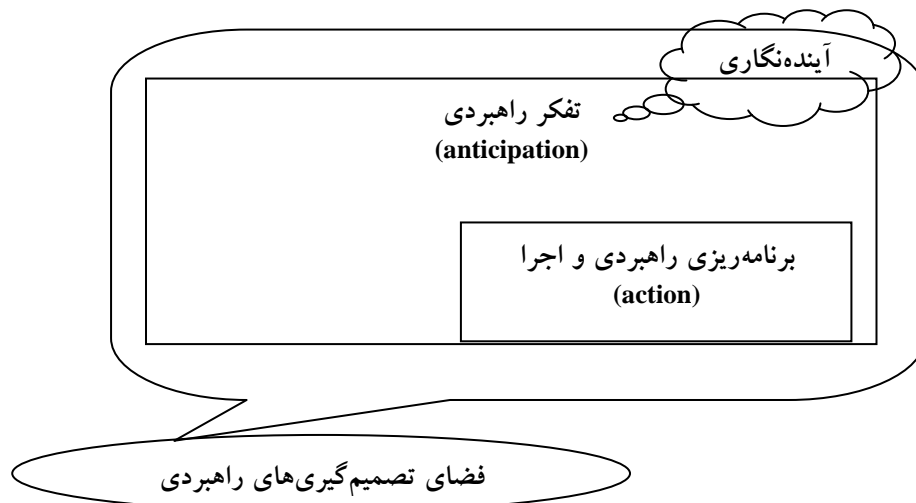 آینده‌نگاری
تفکر راهبردی
(anticipation)
برنامه‌ریزی راهبردی و اجرا
(action)
فضای تصمیم‌گیری‌های راهبردی